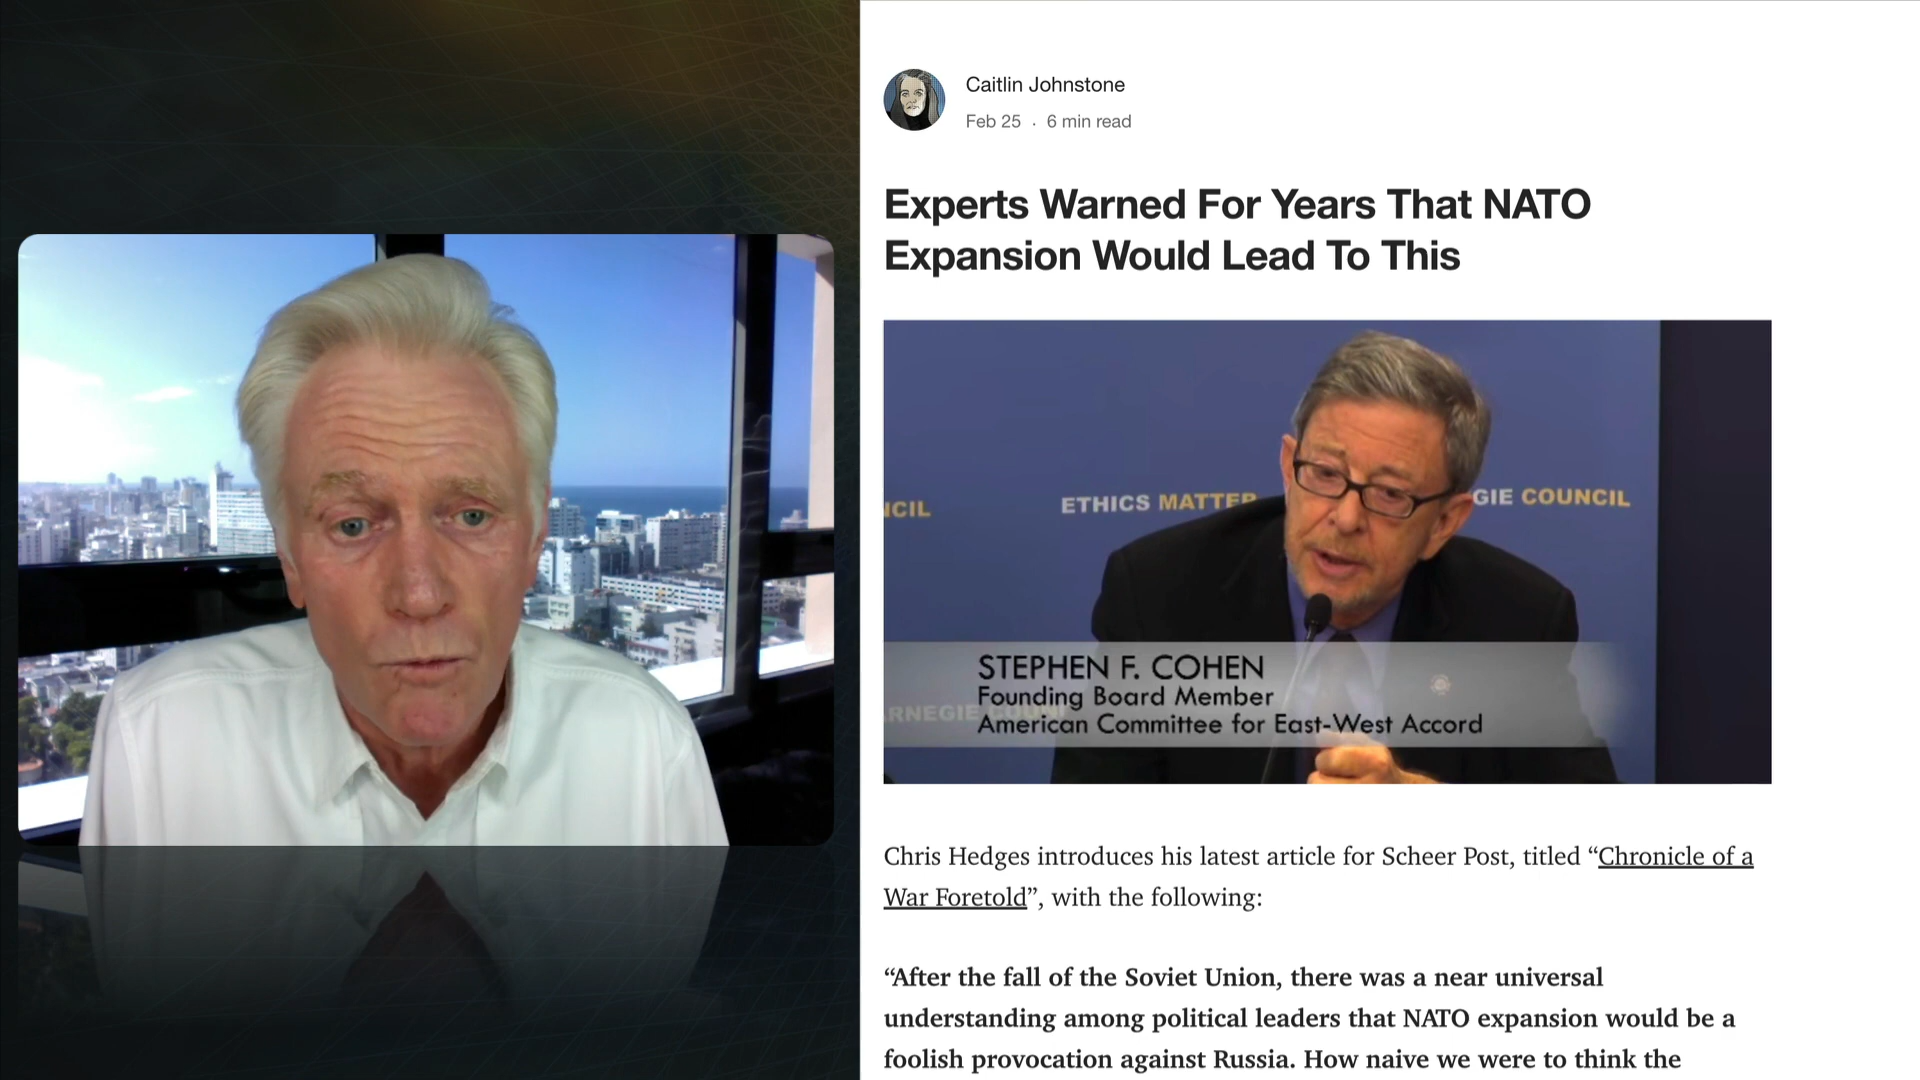 Caitlin Johnstone
Feb 25 · 6 min read
Experts Warned For Years That NATO
Expansion Would Lead To This
CIL
ETHICS MATTER
GIE COUNCIL
STEPHEN F. COHEN
Founding Board Member
ARNEGIE COUN
American Committee for East-West Accord
Chris Hedges introduces his latest article for Scheer Post, titled “Chronicle of a
War Foretold”, with the following:
“After the fall of the Soviet Union, there was a near universal
understanding among political leaders that NATO expansion would be a
foolish provocation against Russia. How naive we were to think the